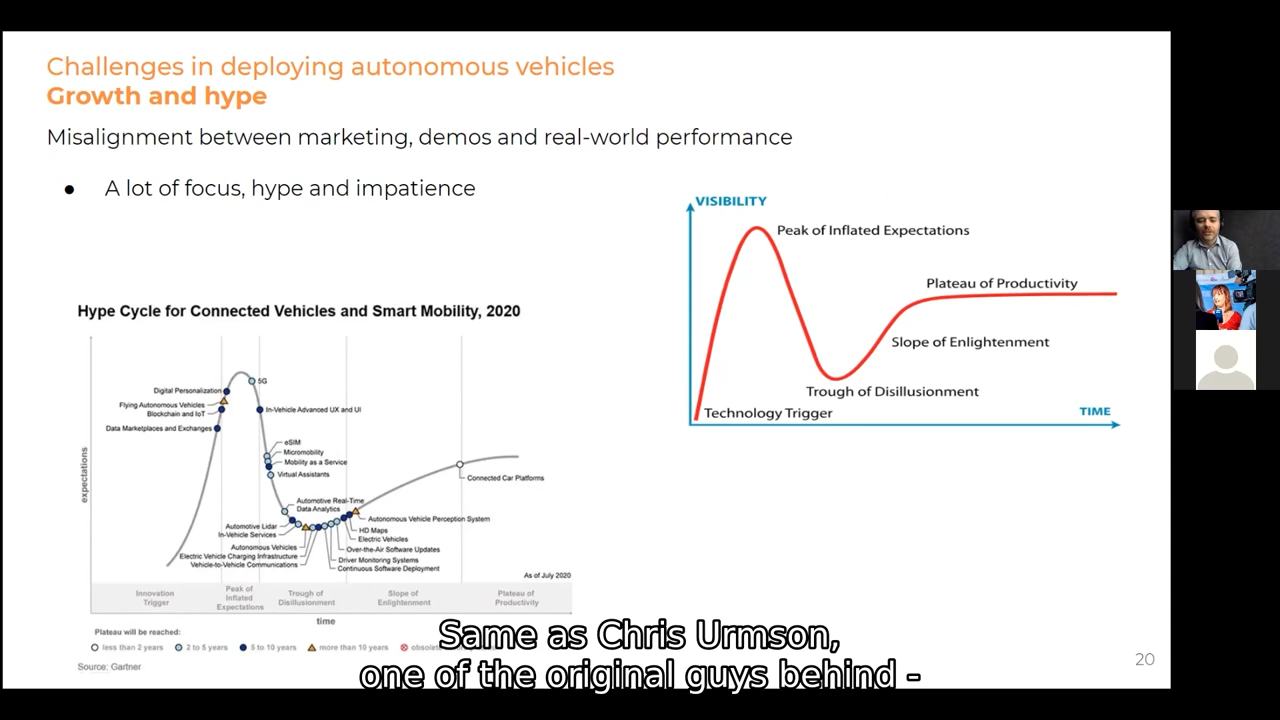 Challenges in deploying autonomous vehicles
Growth and hype
Misalignment between marketing, demos and real-world performance
● A lot of focus, hype and impatience
VISIBILITY
Peak of Inflated Expectations
Plateau of Productivity
Slope of Enlightenment
Trough of Disillusionment
Technology Trigger
TIME
Hype Cycle for Connected Vehicles and Smart Mobility, 2020
expectations
5G
Digital Personalization
Flying Autonomous Vehicles
Blockchain and IoT
In-Vehicle Advanced UX and UI
Data Marketplaces and Exchanges
eSIM
Micromobility
Mobility as a Service
Virtual Assistants
Connected Car Platforms
Automotive Real-Time
Data Analytics
Autonomous Vehicle Perception System
Automotive Lidar
In-Vehicle Services
HD Maps
Electric Vehicles
Autonomous Vehicles
Over-the-Air Software Updates
Electric Vehicle Charging Infrastructure
Driver Monitoring Systems
Vehicle-to-Vehicle Communications
Continuous Software Deployment
As of July 2020
Innovation
Trigger
Peak of
Inflated
Expectations
Trough of
Disillusionment
Slope of
Enlightenment
Plateau of
Productivity
time
Plateau will be reached:
less than 2 years
2 to 5 years
5 to 10 years
more than 10 years
obsolete
Source: Gartner
20
Same as Chris Urmson,
one of the original guys behind -